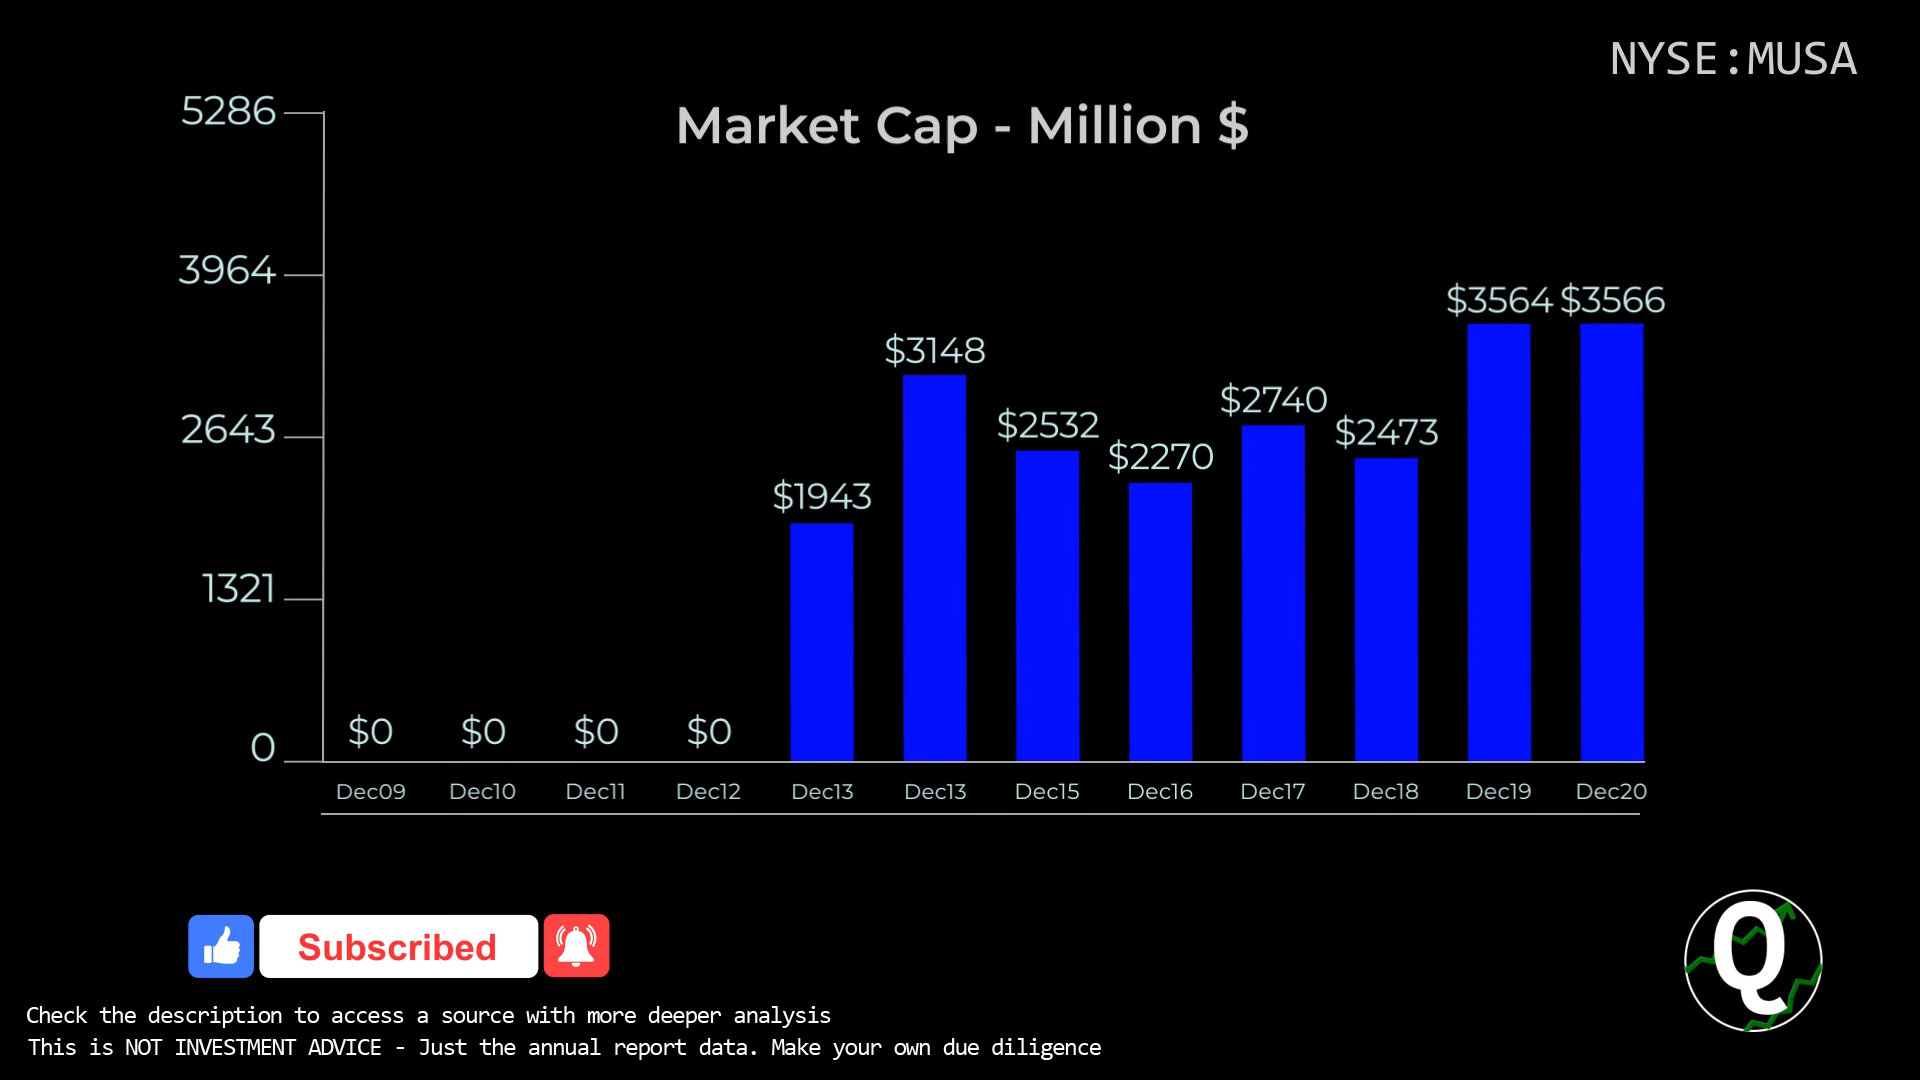 NYSE:MUSA
Market Cap - Million $
5286
3964
2643
1321
0
$0 $0 $0 $0 $1943 $3148 $2532 $2270 $2740 $2473 $3564 $3566
Dec09 Dec10 Dec11 Dec12 Dec13 Dec13 Dec15 Dec16 Dec17 Dec18 Dec19 Dec20
Subscribed
Q
Check the description to access a source with more deeper analysis
This is NOT INVESTMENT ADVICE - Just the annual report data. Make your own due diligence